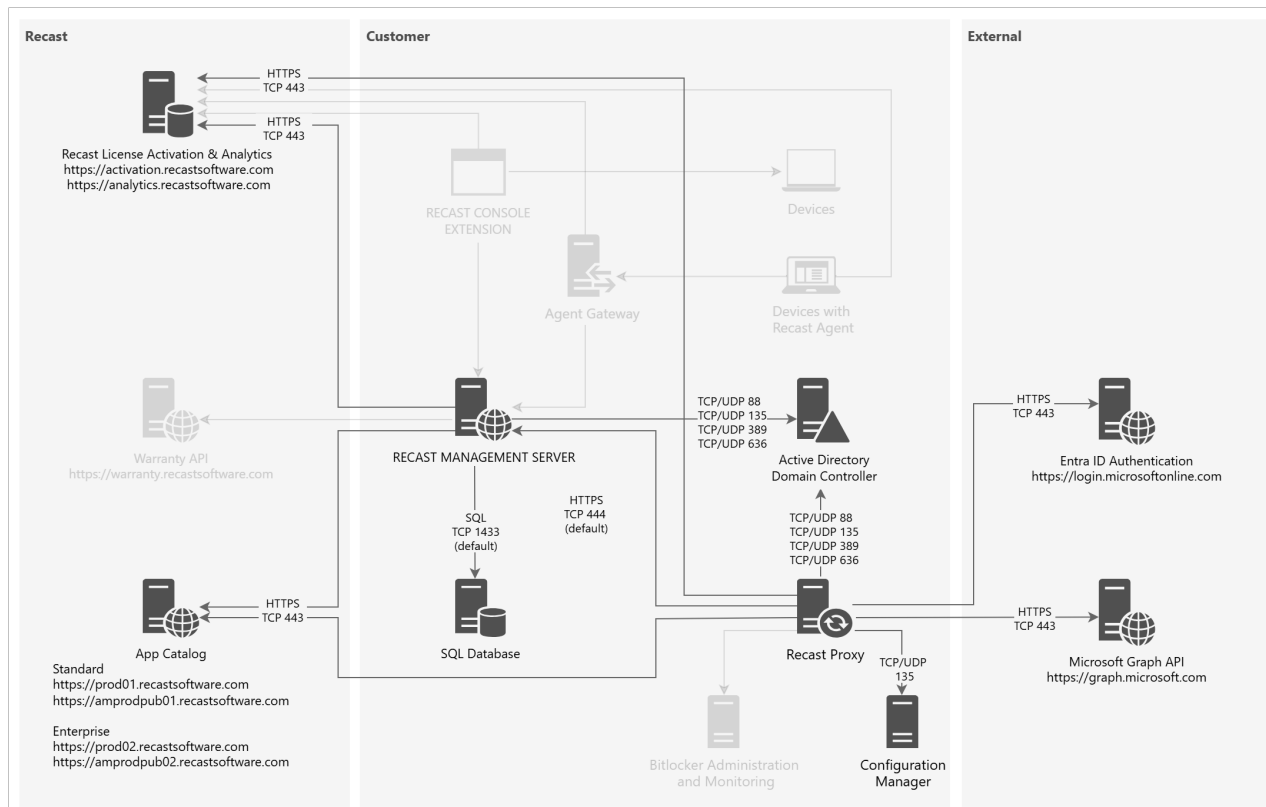 Recast
Customer
External
HTTPS
TCP 443
HTTPS
TCP 443
Recast License Activation & Analytics
https://activation.recastsoftware.com
https://analytics.recastsoftware.com
RECAST CONSOLE
EXTENSION
Devices
Agent Gateway
Devices with
Recast Agent
Warranty API
https://warranty.recastsoftware.com
RECAST MANAGEMENT SERVER
TCP/UDP 88
TCP/UDP 135
TCP/UDP 389
TCP/UDP 636
Active Directory
Domain Controller
HTTPS
TCP 443
Entra ID Authentication
https://login.microsoftonline.com
SQL
TCP 1433
(default)
HTTPS
TCP 444
(default)
TCP/UDP 88
TCP/UDP 135
TCP/UDP 389
TCP/UDP 636
HTTPS
TCP 443
App Catalog
Standard
https://prod01.recastsoftware.com
https://amprodpub01.recastsoftware.com
Enterprise
https://prod02.recastsoftware.com
https://amprodpub02.recastsoftware.com
SQL Database
Recast Proxy
TCP/UDP
135
HTTPS
TCP 443
Microsoft Graph API
https://graph.microsoft.com
Bitlocker Administration
and Monitoring
Configuration
Manager